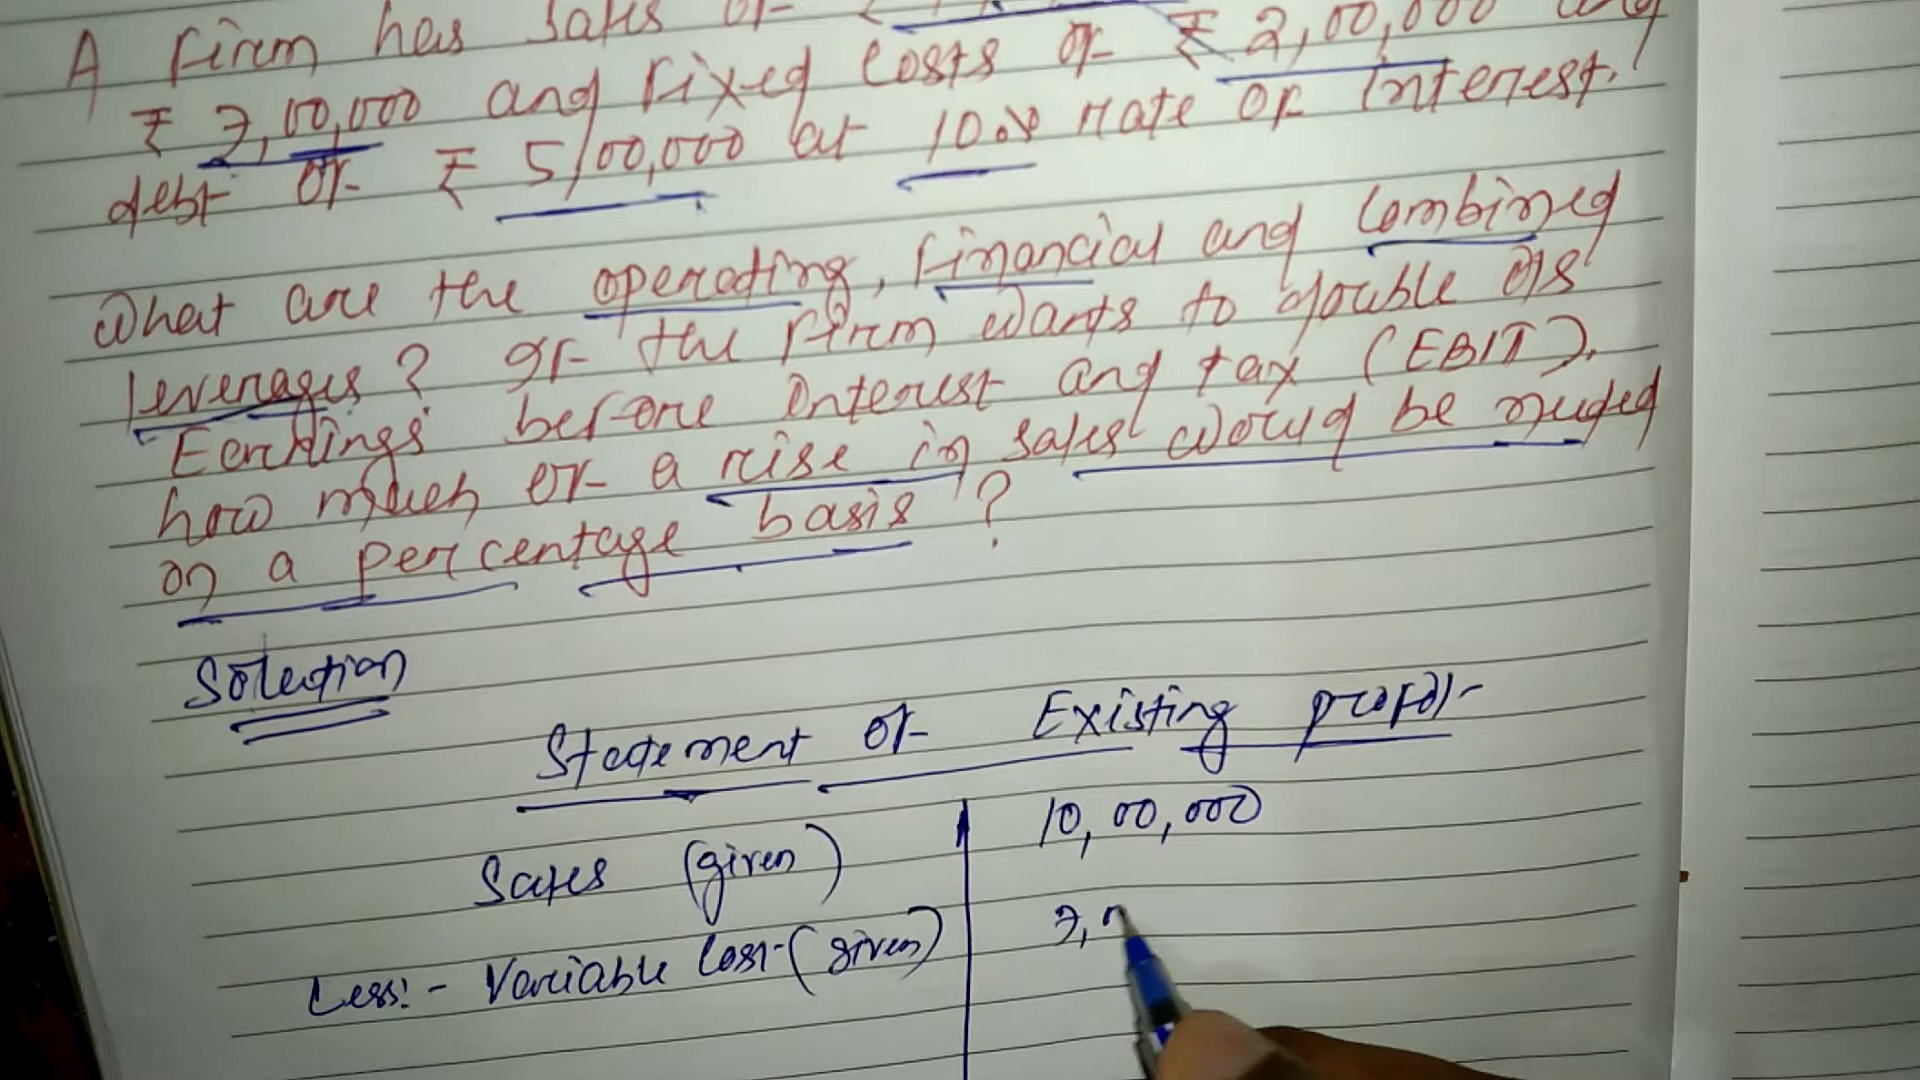 A Firm has Sales of ₹
₹ 7,00,000 and Fixed Costs of ₹ 2,00,000 and
debt of ₹ 5,00,000 at 10% rate of Interest.
What are the operating, Financial and Combined
leverages? If the Firm wants to double its
Earnings before Interest and tax (EBIT),
how much of a rise in sales would be needed
on a percentage basis?
Solution
Statement of Existing profit
Sales (given) 10,00,000
Less:- Variable Cost (given) 7,0